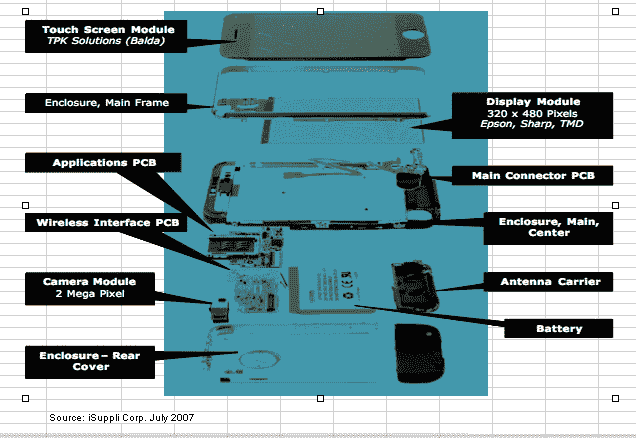 Touch Screen Module
TPK Solutions (Balda)
Enclosure, Main Frame
Display Module
320 x 480 Pixels
Epson, Sharp, TMD
Applications PCB
Main Connector PCB
Wireless Interface PCB
Enclosure, Main,
Center
Camera Module
2 Mega Pixel
Antenna Carrier
Battery
Enclosure – Rear
Cover
Source: iSuppli Corp. July 2007